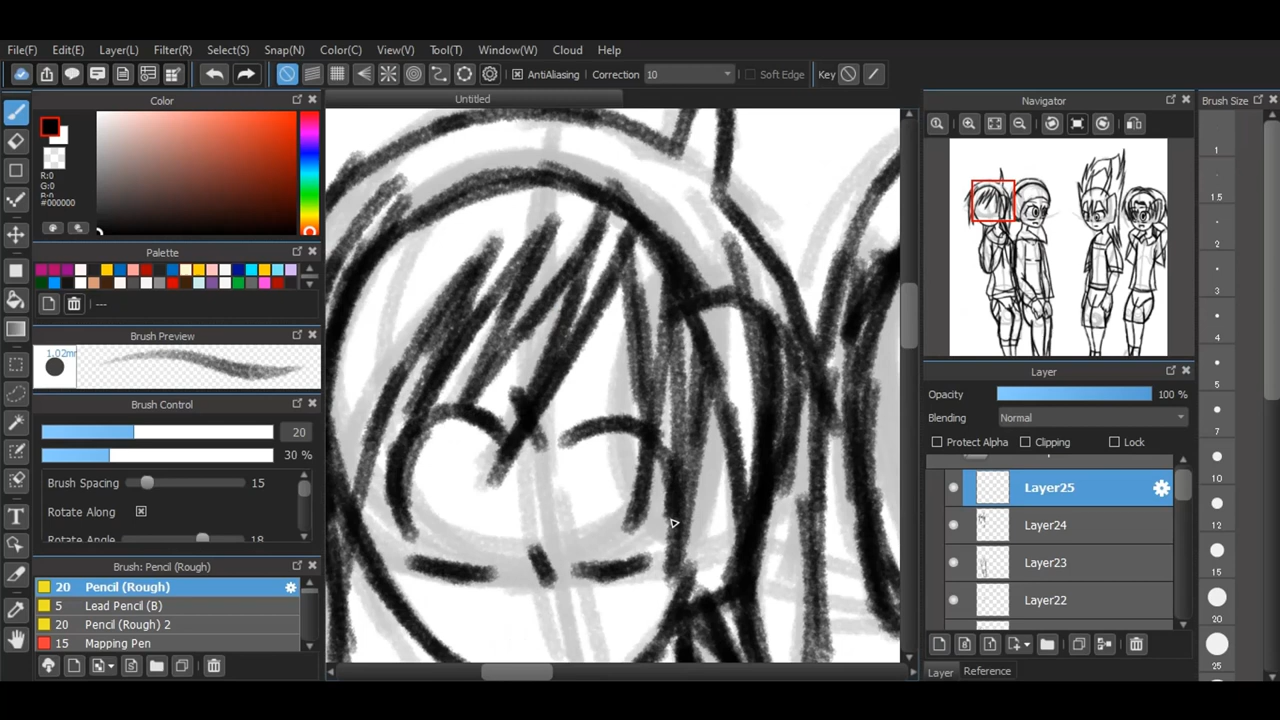 File(F) Edit(E) Layer(L) Filter(R) Select(S) Snap(N) Color(C) View(V) Tool(T) Window(W) Cloud Help
AntiAliasing Correction 10 Soft Edge Key
Color
R:0
G:0
B:0
#000000
Palette
---
Brush Preview
1.02mm
Brush Control
20
30 %
Brush Spacing 15
Rotate Along
Rotate Angle 18
Brush: Pencil (Rough)
20 Pencil (Rough)
5 Lead Pencil (B)
20 Pencil (Rough) 2
15 Mapping Pen
Untitled
Navigator
Layer
Opacity 100 %
Blending Normal
Protect Alpha Clipping Lock
Layer25
Layer24
Layer23
Layer22
Layer Reference
Brush Size
1
1.5
2
3
4
5
7
10
12
15
20
25